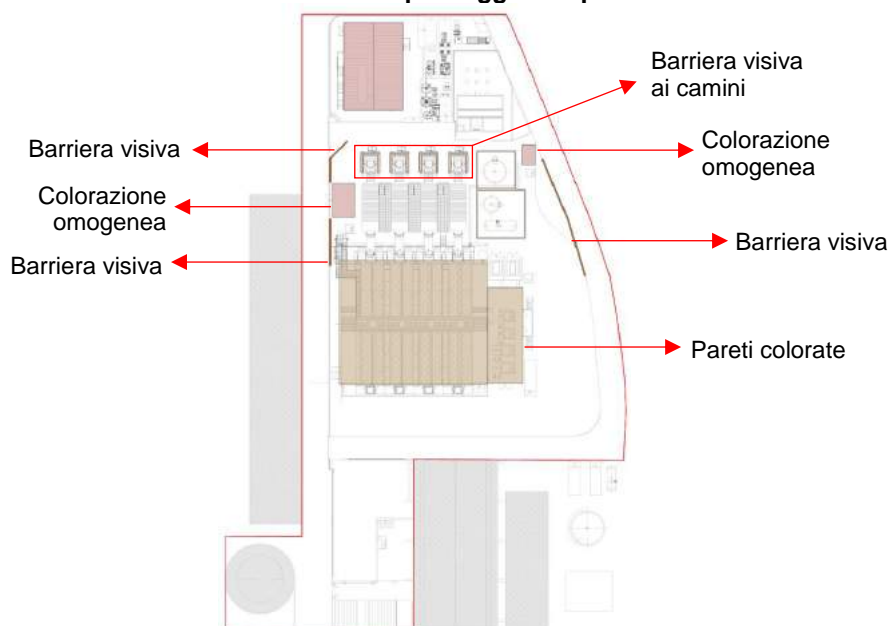 Barriera visiva
ai camini
Barriera visiva
Colorazione
omogenea
Colorazione
omogenea
Barriera visiva
Barriera visiva
Pareti colorate